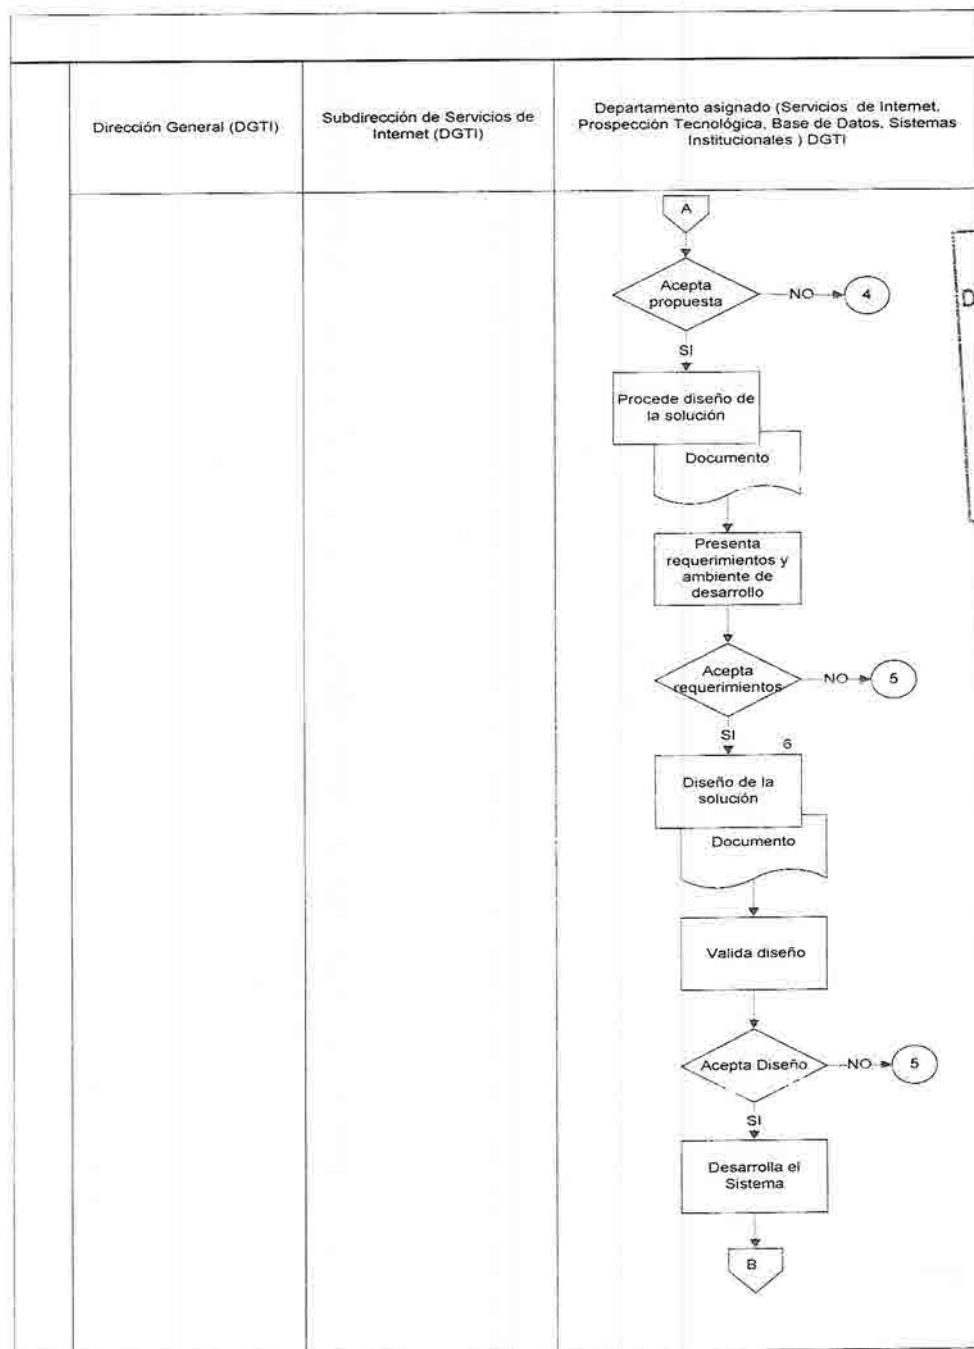 Dirección General (DGTI)
Subdirección de Servicios de
Internet (DGTI)
Departamento asignado (Servicios de Internet,
Prospección Tecnológica, Base de Datos, Sistemas
Institucionales ) DGTI
A
Acepta
propuesta
NO
4
SI
Procede diseño de
la solución
Documento
Presenta
requerimientos y
ambiente de
desarrollo
Acepta
requerimientos
NO
5
SI
6
Diseño de la
solución
Documento
Valida diseño
Acepta Diseño
NO
5
SI
Desarrolla el
Sistema
B
D